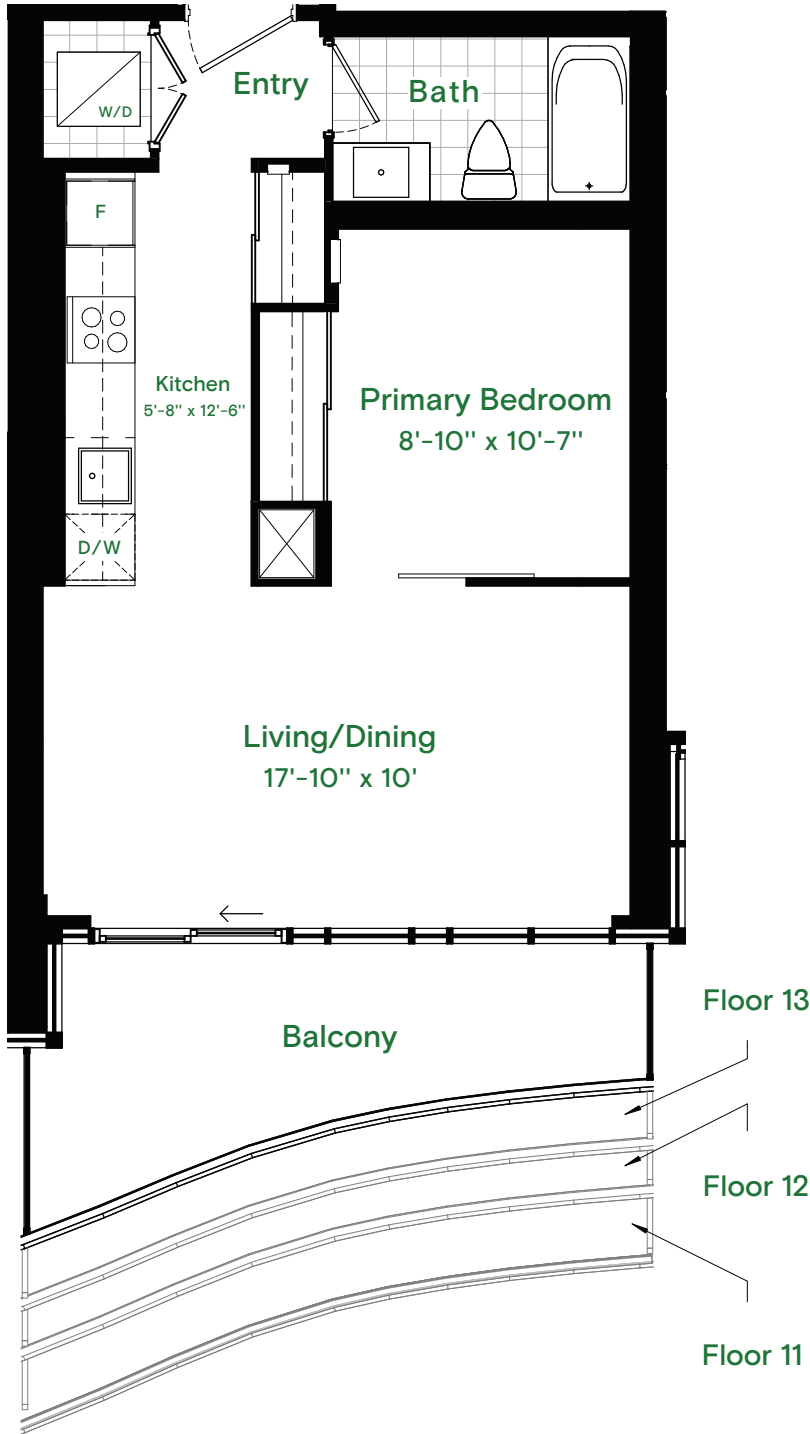 Entry
Bath
W/D
F
Kitchen
5'-8" x 12'-6"
Primary Bedroom
8'-10" x 10'-7"
D/W
Living/Dining
17'-10" x 10'
Balcony
Floor 13
Floor 12
Floor 11